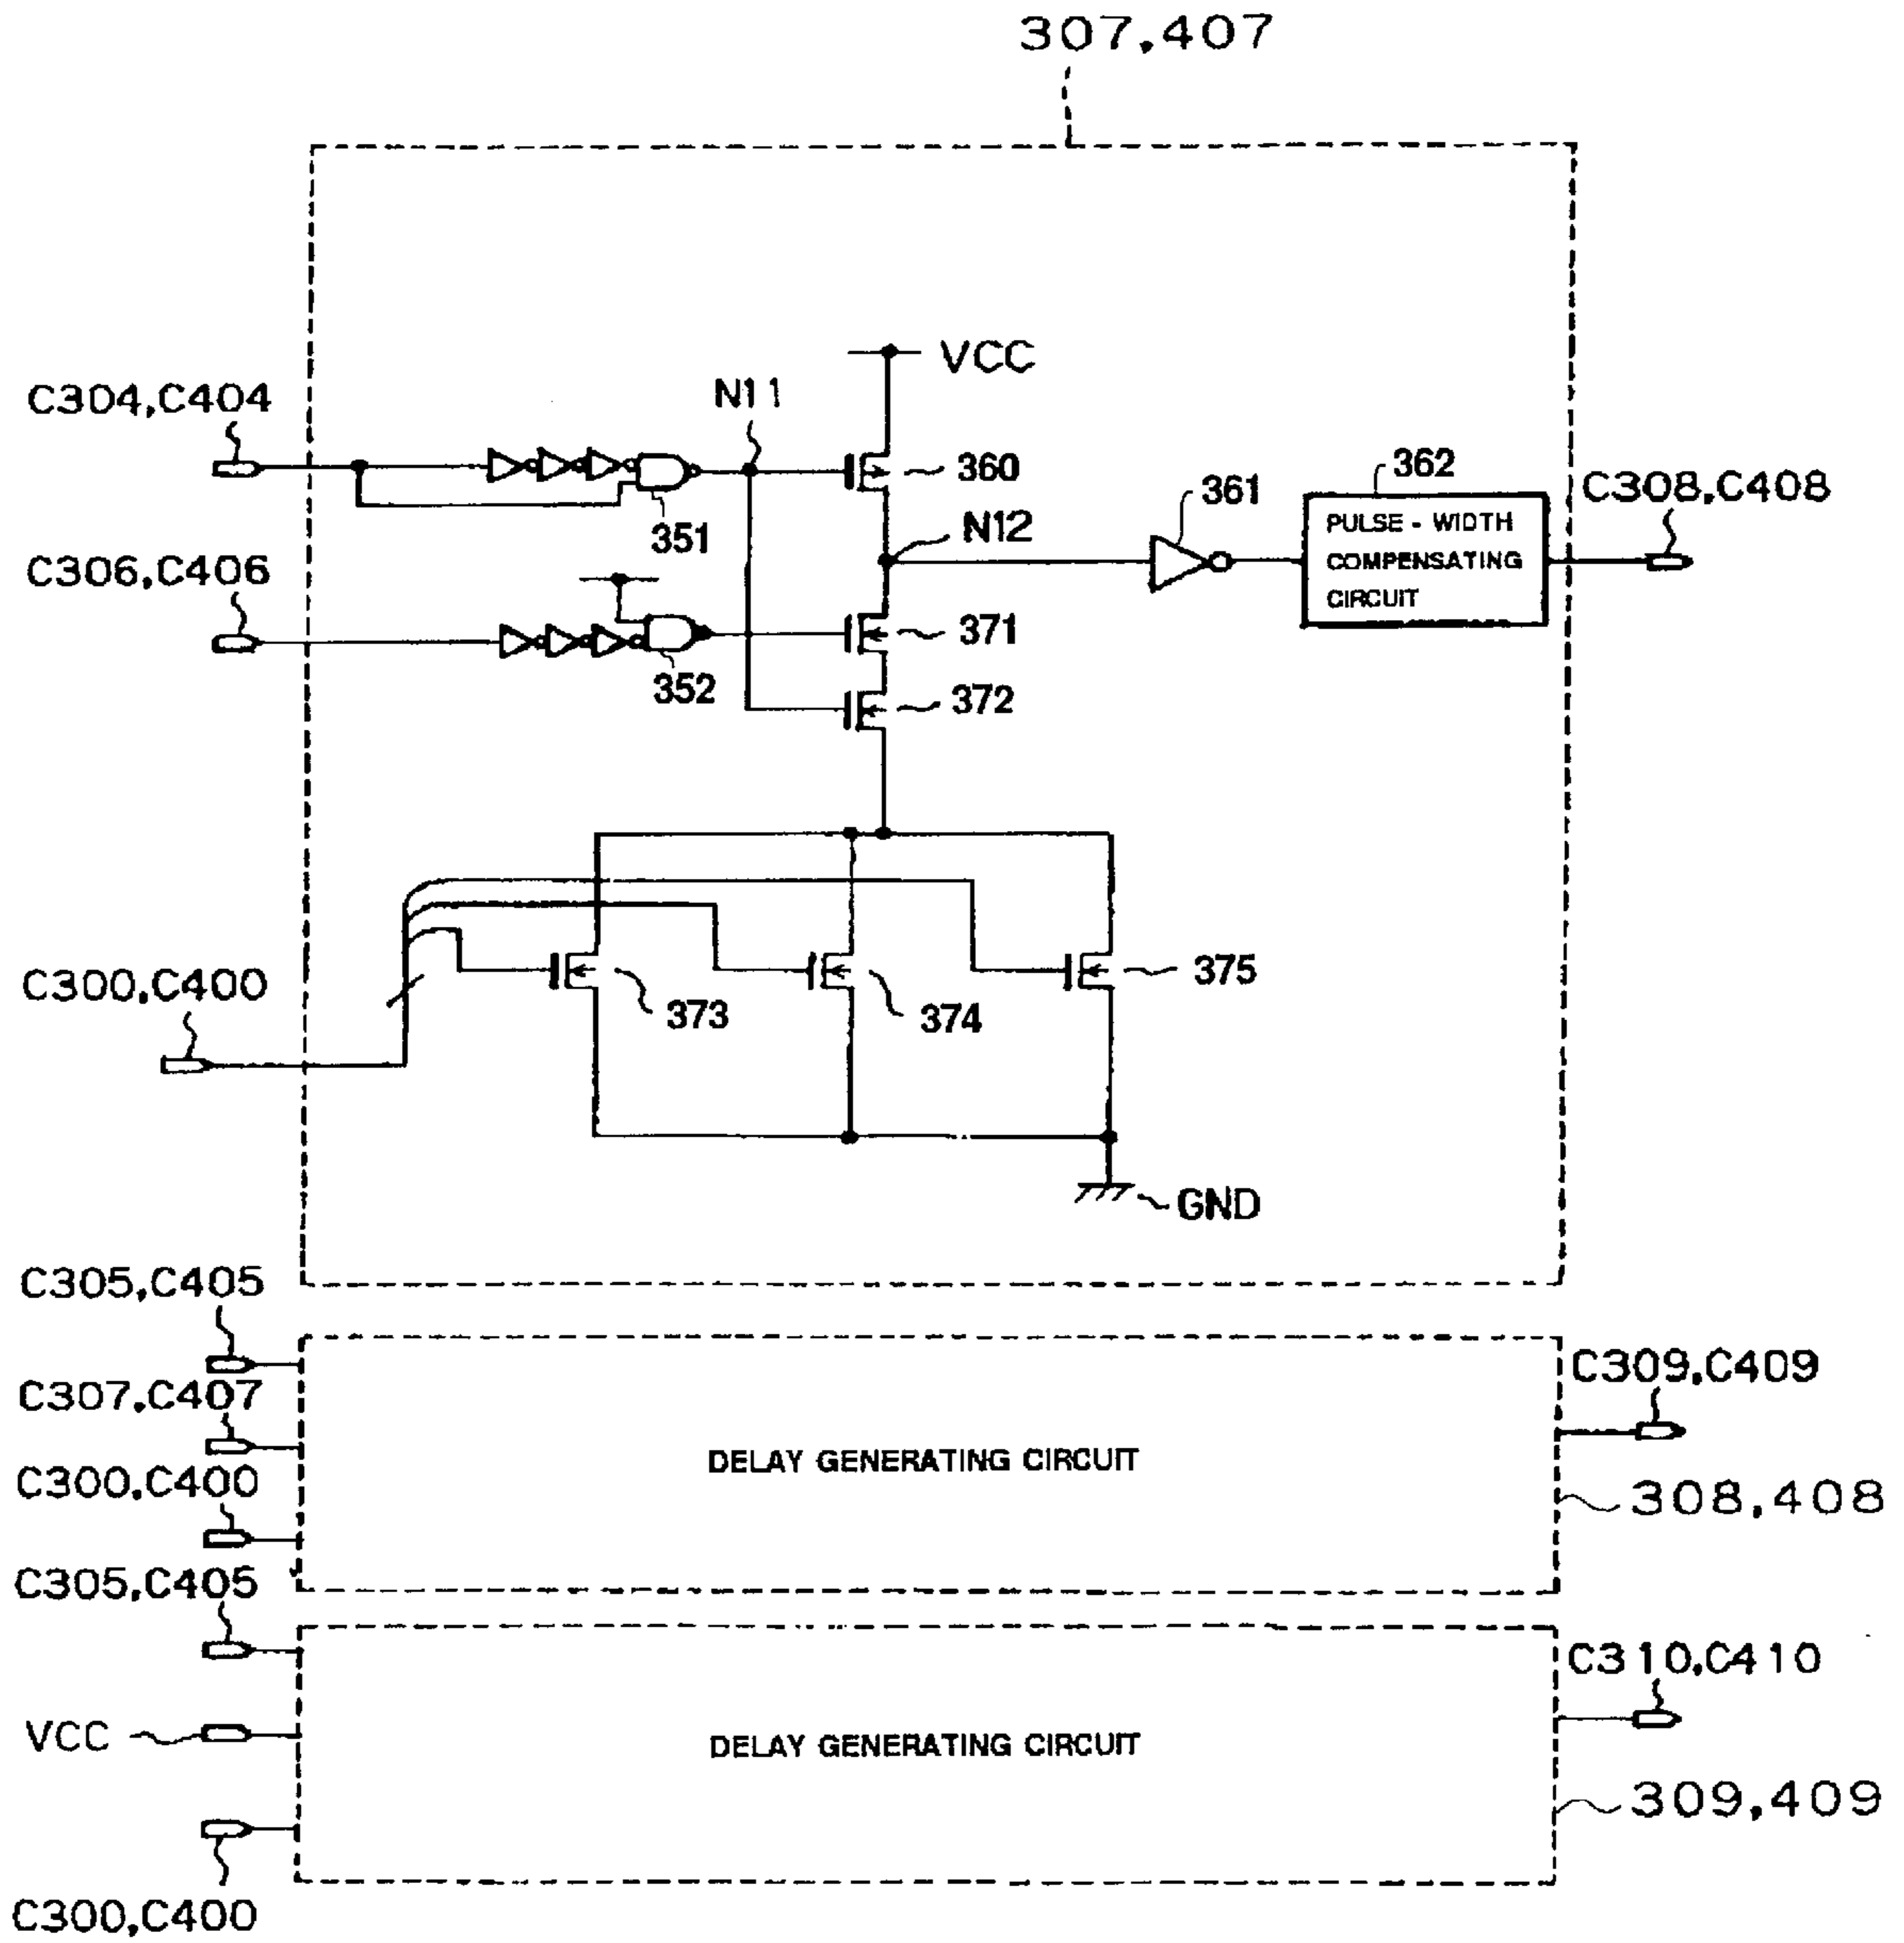 307,407
VCC
N11
C304,C404
360
362
361
C308,C408
PULSE - WIDTH
COMPENSATING
CIRCUIT
351
N12
C306,C406
371
352
372
C300,C400
373
374
375
GND
C305,C405
C309,C409
C307,C407
DELAY GENERATING CIRCUIT
C300,C400
308,408
C305,C405
C310,C410
VCC
DELAY GENERATING CIRCUIT
309,409
C300,C400